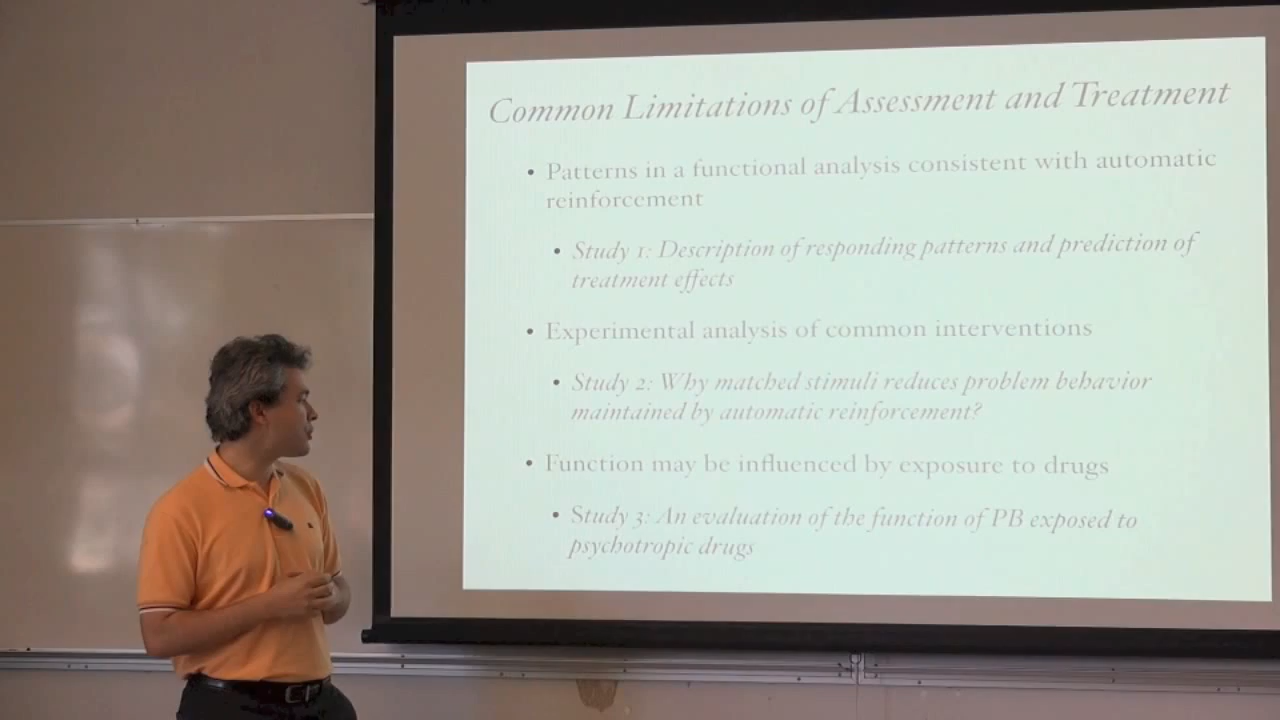 Common Limitations of Assessment and Treatment
• Patterns in a functional analysis consistent with automatic
reinforcement
• Study 1: Description of responding patterns and prediction of
treatment effects
• Experimental analysis of common interventions
• Study 2: Why matched stimuli reduces problem behavior
maintained by automatic reinforcement?
• Function may be influenced by exposure to drugs
• Study 3: An evaluation of the function of PB exposed to
psychotropic drugs